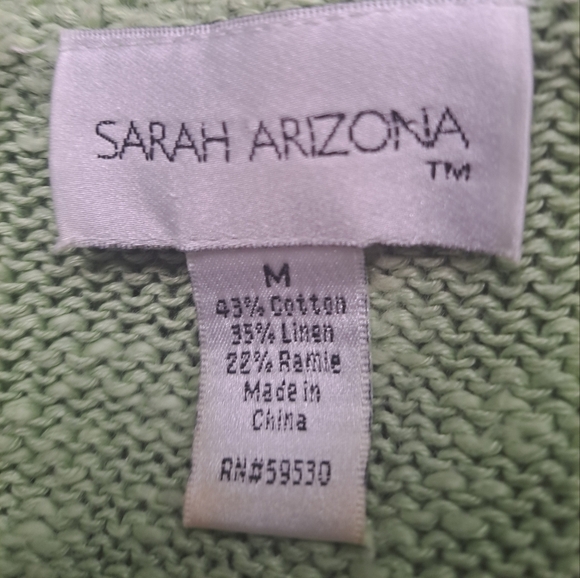 SARAH ARIZONA
TM
M
43% Cotton
35% Linen
22% Ramie
Made in
China
RN#59530